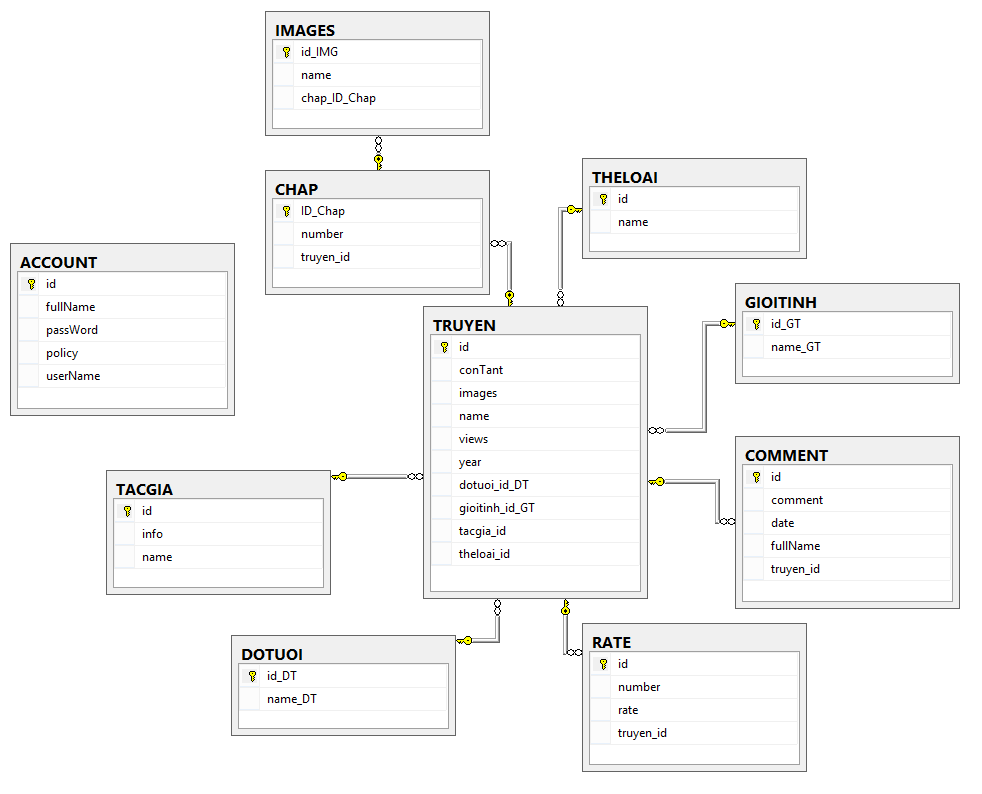 IMAGES
id_IMG
name
chap_ID_Chap
CHAP
ID_Chap
number
truyen_id
THELOAI
id
name
ACCOUNT
id
fullName
passWord
policy
userName
GIOITINH
id_GT
name_GT
TRUYEN
id
conTant
images
name
views
year
dotuoi_id_DT
gioitinh_id_GT
tacgia_id
theloai_id
COMMENT
id
comment
date
fullName
truyen_id
TACGIA
id
info
name
DOTUOI
id_DT
name_DT
RATE
id
number
rate
truyen_id